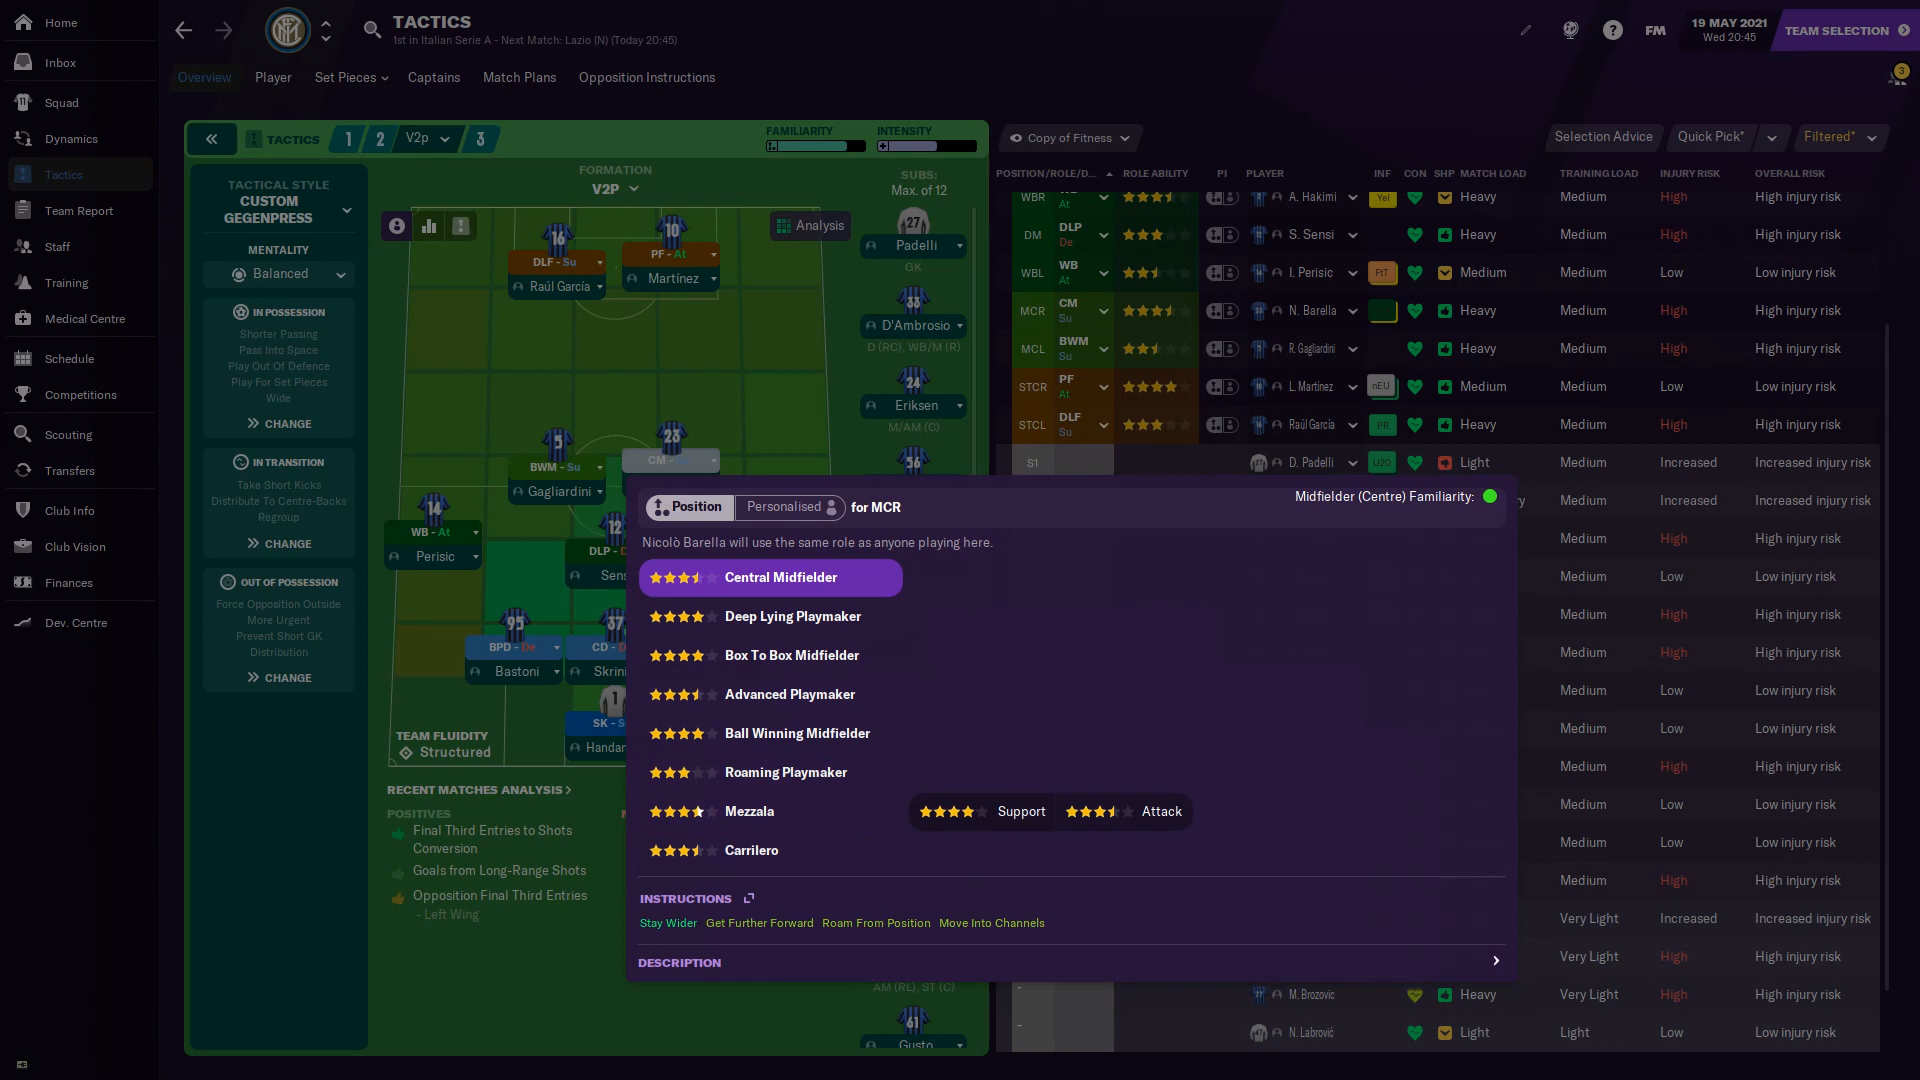 Home
Inbox
Squad
Dynamics
Tactics
Team Report
Staff
Training
Medical Centre
Schedule
Competitions
Scouting
Transfers
Club Info
Club Vision
Finances
Dev. Centre
TACTICS
1st in Italian Serie A - Next Match: Lazio (N) (Today 20:45)
FM
19 MAY 2021
Wed 20:45
TEAM SELECTION
3
Overview
Player
Set Pieces
Captains
Match Plans
Opposition Instructions
TACTICS
1
2
V2p
3
FAMILIARITY
INTENSITY
TACTICAL STYLE
CUSTOM
GEGENPRESS
MENTALITY
Balanced
IN POSSESSION
Shorter Passing
Pass Into Space
Play Out Of Defence
Play For Set Pieces
Wide
CHANGE
IN TRANSITION
Take Short Kicks
Distribute To Centre-Backs
Regroup
CHANGE
OUT OF POSSESSION
Force Opposition Outside
More Urgent
Prevent Short GK
Distribution
CHANGE
FORMATION
V2P
Analysis
16
DLF - Su
Raúl García
10
PF - At
Martínez
5
BWM - Su
Gagliardini
23
CM -
14
WB - At
Perisic
12
DLP -
Sens
95
BPD - De
Bastoni
37
CD -
Skrini
1
SK - S
Handan
TEAM FLUIDITY
Structured
RECENT MATCHES ANALYSIS >
POSITIVES
Final Third Entries to Shots
Conversion
Goals from Long-Range Shots
Opposition Final Third Entries
- Left Wing
SUBS:
Max. of 12
27
Padelli
GK
33
D'Ambrosio
D (RC), WB/M (R)
24
Eriksen
M/AM (C)
56
AM (RL), ST (C)
61
Gusto
Copy of Fitness
Selection Advice
Quick Pick*
Filtered*
POSITION/ROLE/D... ROLE ABILITY PI PLAYER INF CON SHP MATCH LOAD TRAINING LOAD INJURY RISK OVERALL RISK
WBR At A. Hakimi Yel Heavy Medium High High injury risk
DM DLP De S. Sensi Heavy Medium High High injury risk
WBL WB At I. Perisic Ft7 Medium Medium Low Low injury risk
MCR CM Su N. Barella Heavy Medium High High injury risk
MCL BWM Su R. Gagliardini Heavy Medium High High injury risk
STCR PF At L. Martínez nEU Medium Medium Low Low injury risk
STCL DLF Su Raúl García PR Heavy Medium High High injury risk
S1 D. Padelli U20 Light Medium Increased Increased injury risk
Medium Increased Increased injury risk
Medium High High injury risk
Medium Low Low injury risk
Medium High High injury risk
Medium High High injury risk
Medium Low Low injury risk
Medium Low Low injury risk
Medium High High injury risk
Medium Low Low injury risk
Medium Low Low injury risk
Medium High High injury risk
Very Light Increased Increased injury risk
Very Light High High injury risk
- M. Brozovic Heavy Very Light High High injury risk
- N. Labrović Light Light Low Low injury risk
Position
Personalised
for MCR
Midfielder (Centre) Familiarity:
Nicolò Barella will use the same role as anyone playing here.
Central Midfielder
Deep Lying Playmaker
Box To Box Midfielder
Advanced Playmaker
Ball Winning Midfielder
Roaming Playmaker
Mezzala Support Attack
Carrilero
INSTRUCTIONS
Stay Wider Get Further Forward Roam From Position Move Into Channels
DESCRIPTION